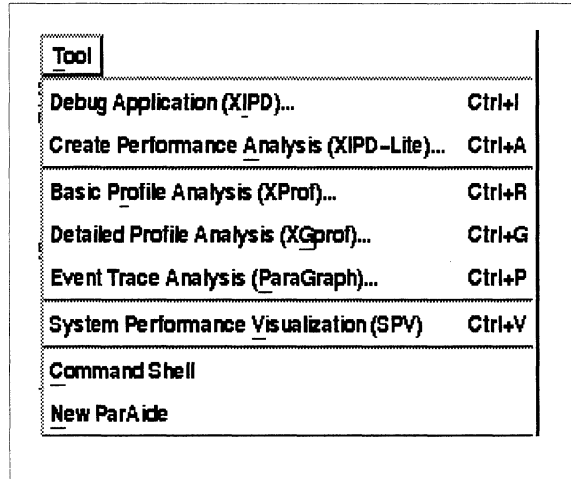 Tool
Debug Application (XIPD)... Ctrl+I
Create Performance Analysis (XIPD-Lite)... Ctrl+A
Basic Profile Analysis (XProf)... Ctrl+R
Detailed Profile Analysis (XGprof)... Ctrl+G
Event Trace Analysis (ParaGraph)... Ctrl+P
System Performance Visualization (SPV) Ctrl+V
Command Shell
New ParAide